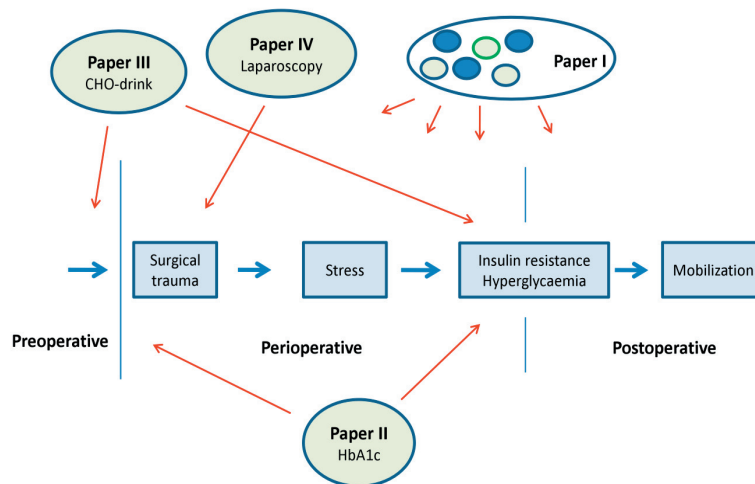 Paper III
CHO-drink
Paper IV
Laparoscopy
Paper I
Surgical
trauma
Stress
Insulin resistance
Hyperglycaemia
Mobilization
Preoperative
Perioperative
Postoperative
Paper II
HbA1c